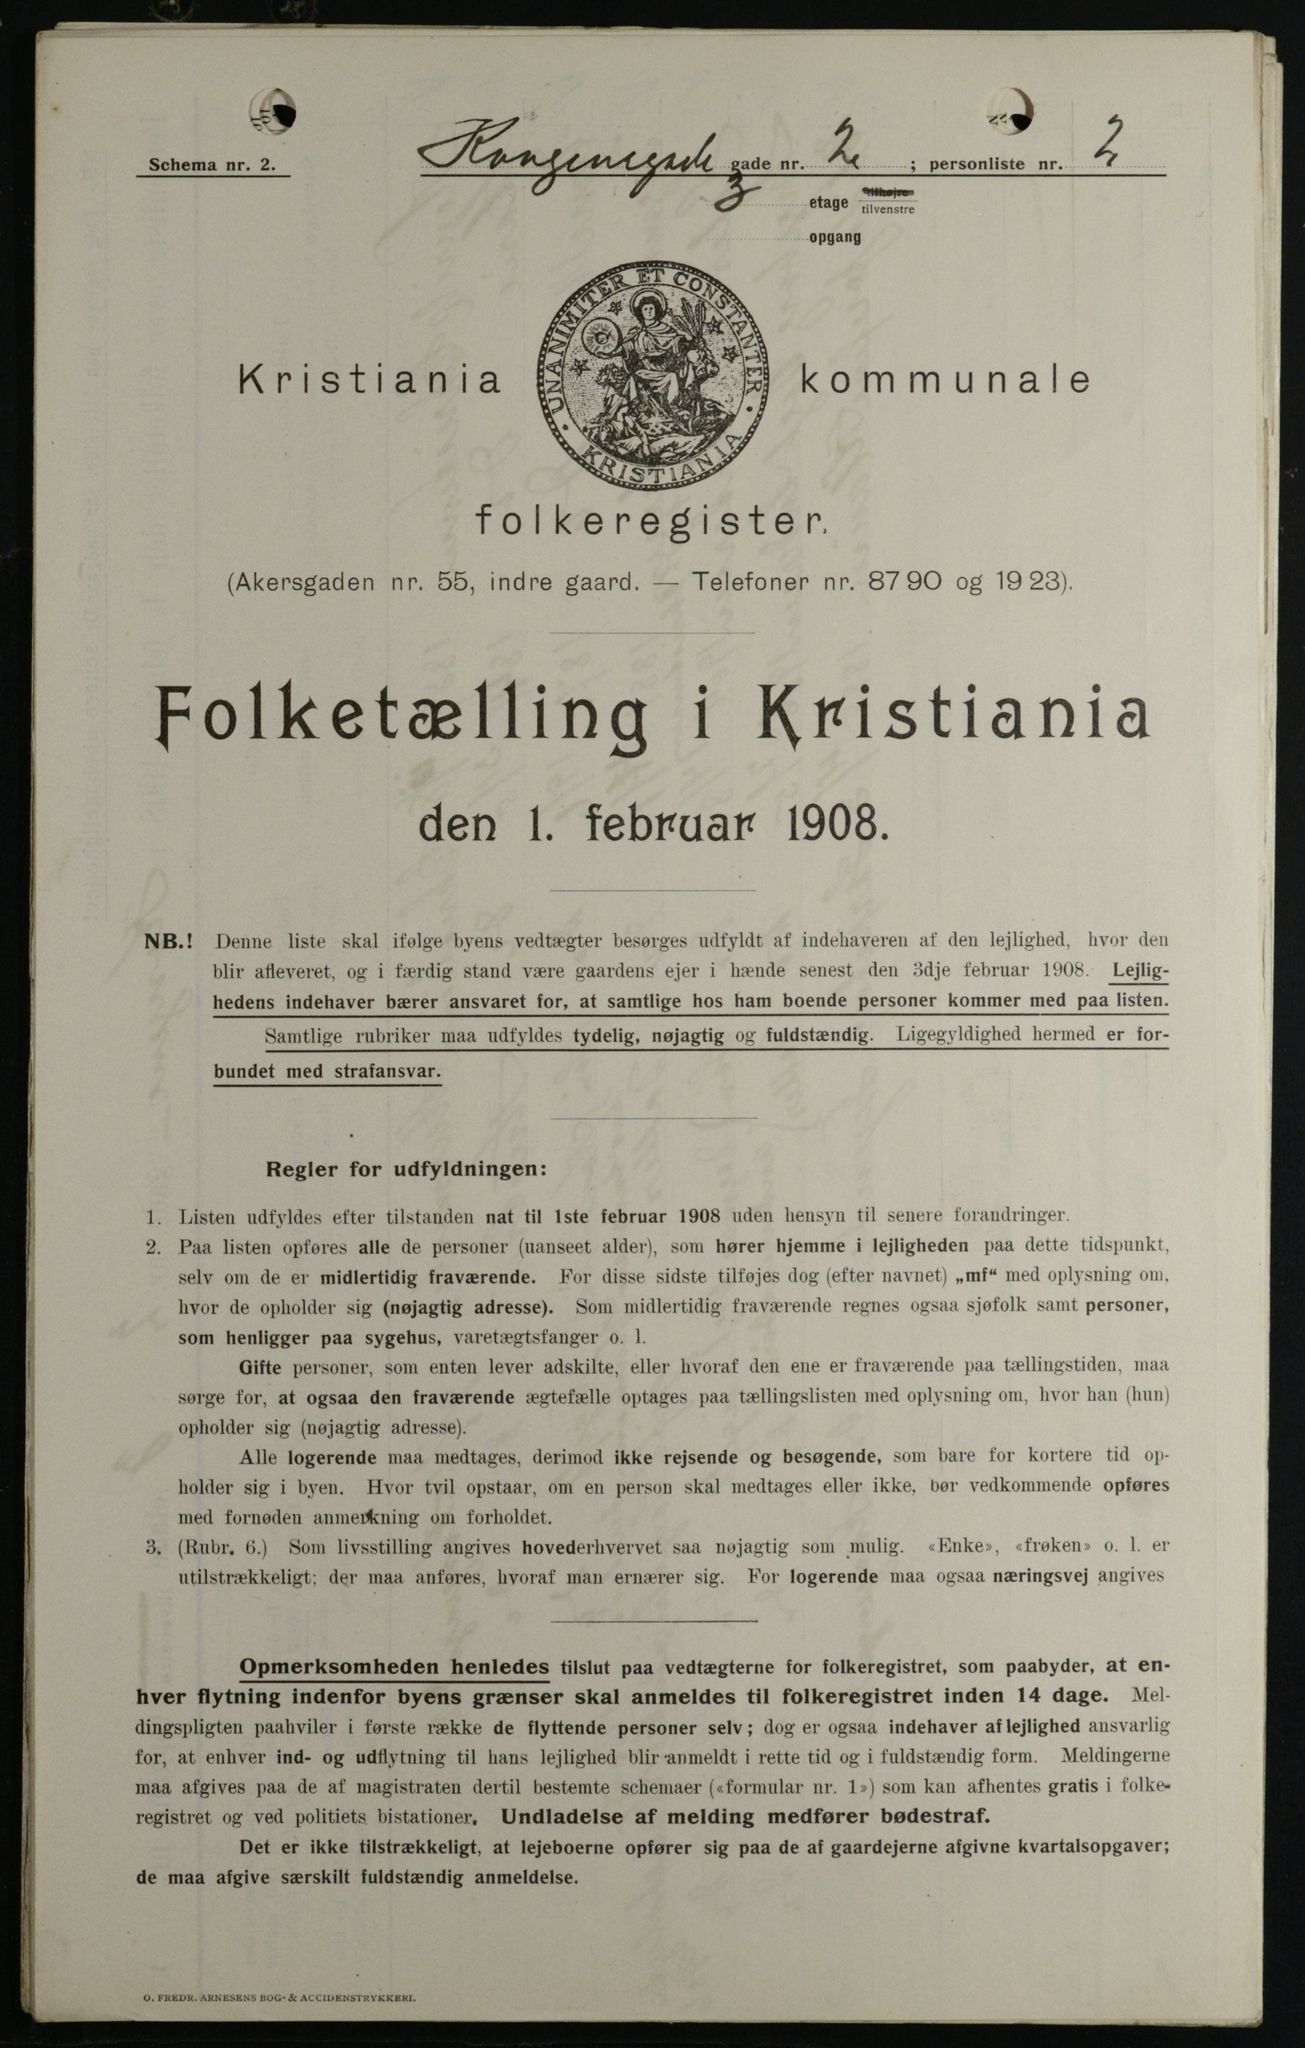 Schema nr. 2.
Kongensgade gade nr. 2 ; personliste nr. 2
3 etage tilhøjre tilvenstre
opgang
UNANIMITER ET CONSTANTER · KRISTIANIA ·
Kristiania kommunale
folkeregister.
(Akersgaden nr. 55, indre gaard. — Telefoner nr. 87 90 og 19 23).
Folketælling i Kristiania
den 1. februar 1908.
NB.! Denne liste skal ifølge byens vedtægter besørges udfyldt af indehaveren af den lejlighed, hvor den
blir afleveret, og i færdig stand være gaardens ejer i hænde senest den 3dje februar 1908. Lejlig-
hedens indehaver bærer ansvaret for, at samtlige hos ham boende personer kommer med paa listen.
Samtlige rubriker maa udfyldes tydelig, nøjagtig og fuldstændig. Ligegyldighed hermed er for-
bundet med strafansvar.
Regler for udfyldningen:
1. Listen udfyldes efter tilstanden nat til 1ste februar 1908 uden hensyn til senere forandringer.
2. Paa listen opføres alle de personer (uanseet alder), som hører hjemme i lejligheden paa dette tidspunkt,
selv om de er midlertidig fraværende. For disse sidste tilføjes dog (efter navnet) „mf“ med oplysning om,
hvor de opholder sig (nøjagtig adresse). Som midlertidig fraværende regnes ogsaa sjøfolk samt personer,
som henligger paa sygehus, varetægtsfanger o. l.
Gifte personer, som enten lever adskilte, eller hvoraf den ene er fraværende paa tællingstiden, maa
sørge for, at ogsaa den fraværende ægtefælle optages paa tællingslisten med oplysning om, hvor han (hun)
opholder sig (nøjagtig adresse).
Alle logerende maa medtages, derimod ikke rejsende og besøgende, som bare for kortere tid op-
holder sig i byen. Hvor tvil opstaar, om en person skal medtages eller ikke, bør vedkommende opføres
med fornøden anmerkning om forholdet.
3. (Rubr. 6.) Som livsstilling angives hovederhvervet saa nøjagtig som mulig. «Enke», «frøken» o. l. er
utilstrækkeligt; der maa anføres, hvoraf man ernærer sig. For logerende maa ogsaa næringsvej angives
Opmerksomheden henledes tilslut paa vedtægterne for folkeregistret, som paabyder, at en-
hver flytning indenfor byens grænser skal anmeldes til folkeregistret inden 14 dage. Mel-
dingspligten paahviler i første række de flyttende personer selv; dog er ogsaa indehaver af lejlighed ansvarlig
for, at enhver ind- og udflytning til hans lejlighed blir anmeldt i rette tid og i fuldstændig form. Meldingerne
maa afgives paa de af magistraten dertil bestemte schemaer («formular nr. 1») som kan afhentes gratis i folke-
registret og ved politiets bistationer. Undladelse af melding medfører bødestraf.
Det er ikke tilstrækkeligt, at lejeboerne opfører sig paa de af gaardejerne afgivne kvartalsopgaver;
de maa afgive særskilt fuldstændig anmeldelse.
O. FREDR. ARNESENS BOG- & ACCIDENSTRYKKERI.